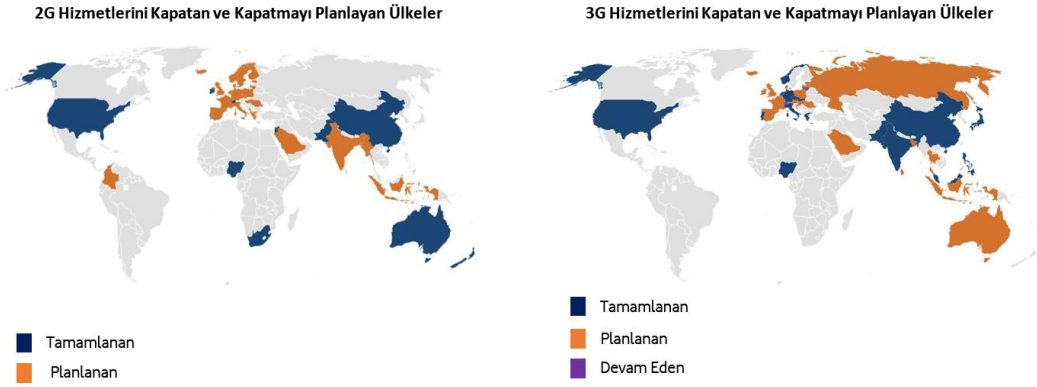 2G Hizmetlerini Kapatan ve Kapatmayı Planlayan Ülkeler
Tamamlanan
Planlanan
3G Hizmetlerini Kapatan ve Kapatmayı Planlayan Ülkeler
Tamamlanan
Planlanan
Devam Eden